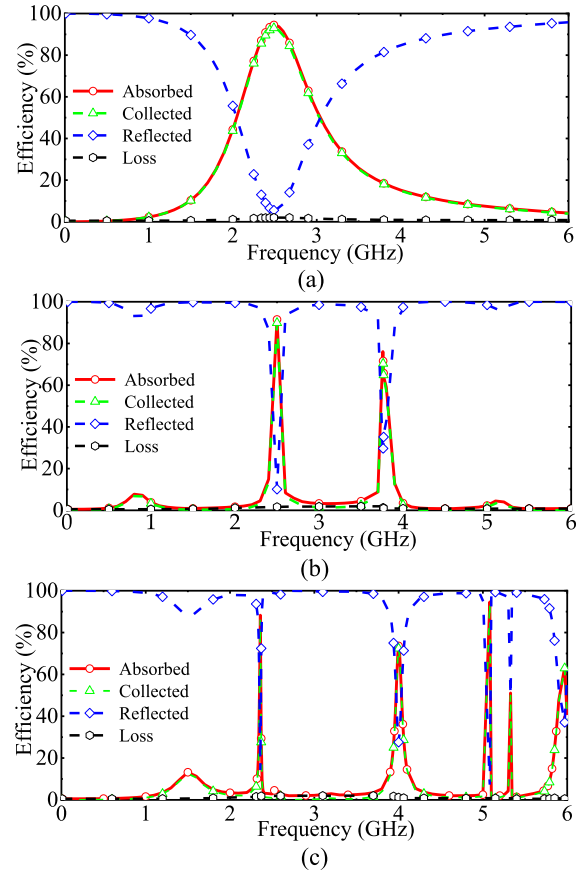 100
80
60
40
20
0
Efficiency (%)
Absorbed
Collected
Reflected
Loss
0 1 2 3 4 5 6
Frequency (GHz)
(a)
100
80
60
40
20
0
Efficiency (%)
Absorbed
Collected
Reflected
Loss
0 1 2 3 4 5 6
Frequency (GHz)
(b)
100
80
60
40
20
0
Efficiency (%)
Absorbed
Collected
Reflected
Loss
0 1 2 3 4 5 6
Frequency (GHz)
(c)